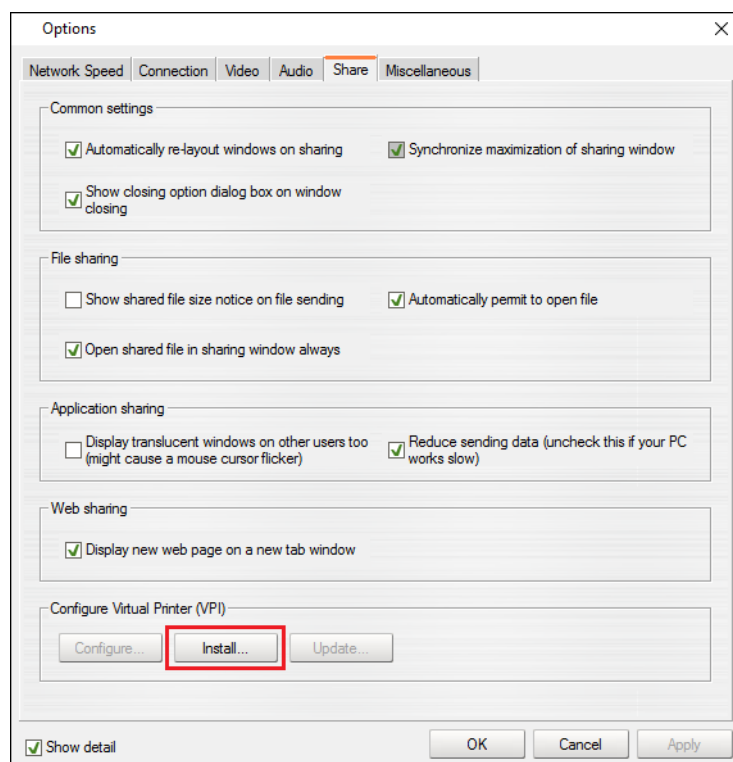 Options
Network Speed Connection Video Audio Share Miscellaneous
Common settings
Automatically re-layout windows on sharing
Synchronize maximization of sharing window
Show closing option dialog box on window
closing
File sharing
Show shared file size notice on file sending
Automatically permit to open file
Open shared file in sharing window always
Application sharing
Display translucent windows on other users too
(might cause a mouse cursor flicker)
Reduce sending data (uncheck this if your PC
works slow)
Web sharing
Display new web page on a new tab window
Configure Virtual Printer (VPI)
Configure... Install... Update...
Show detail
OK Cancel Apply